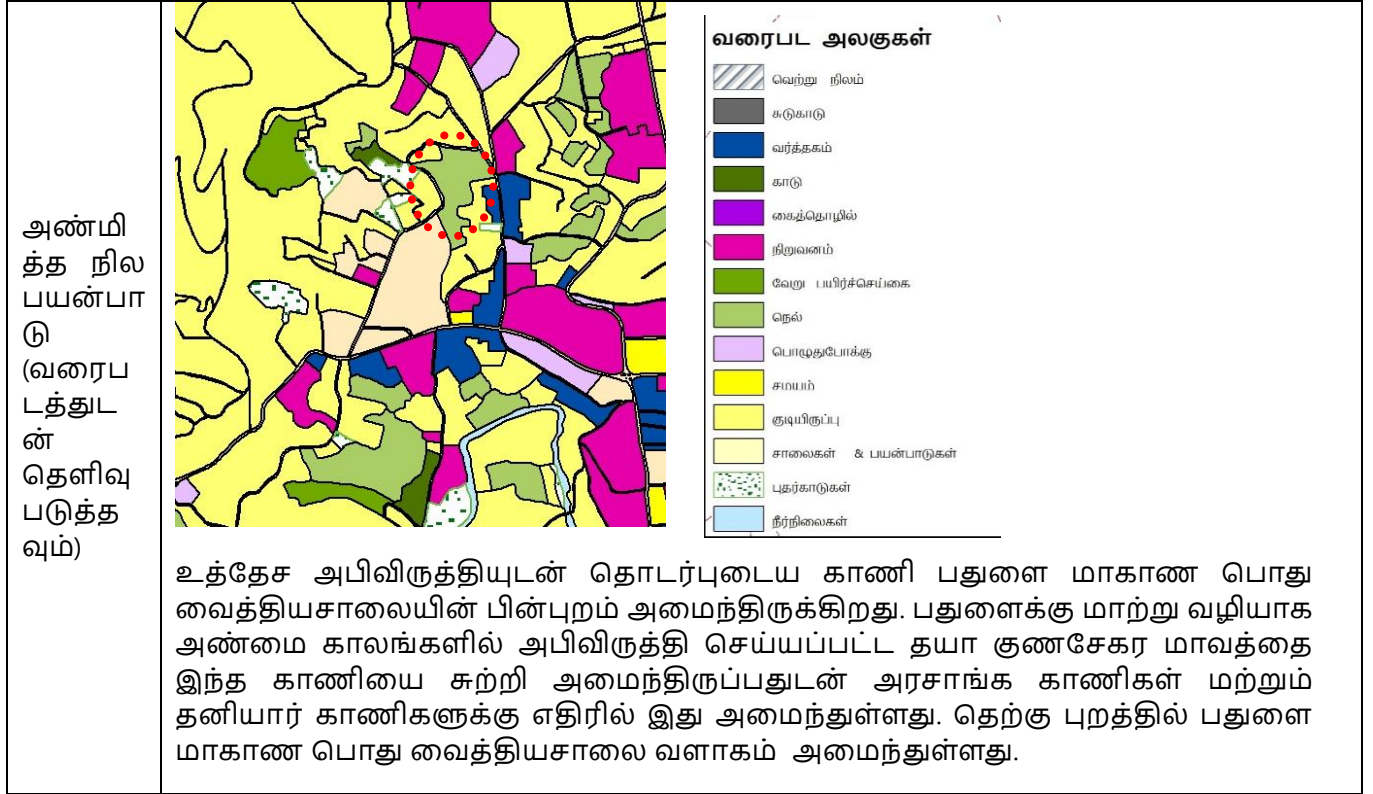 அண்மி
த்த நில
பயன்பா
டு
(வரைப
டத்துட
ன்
தெளிவு
படுத்த
வும்)
வரைபட அலகுகள்
வெற்று நிலம்
சுடுகாடு
வர்த்தகம்
காடு
கைத்தொழில்
நிறுவனம்
வேறு பயிர்ச்செய்கை
நெல்
பொழுதுபோக்கு
சமயம்
குடியிருப்பு
சாலைகள் & பயன்பாடுகள்
புதர்காடுகள்
நீர்நிலைகள்
உத்தேச அபிவிருத்தியுடன் தொடர்புடைய காணி பதுளை மாகாண பொது
வைத்தியசாலையின் பின்புறம் அமைந்திருக்கிறது. பதுளைக்கு மாற்று வழியாக
அண்மை காலங்களில் அபிவிருத்தி செய்யப்பட்ட தயா குணசேகர மாவத்தை
இந்த காணியை சுற்றி அமைந்திருப்பதுடன் அரசாங்க காணிகள் மற்றும்
தனியார் காணிகளுக்கு எதிரில் இது அமைந்துள்ளது. தெற்கு புறத்தில் பதுளை
மாகாண பொது வைத்தியசாலை வளாகம் அமைந்துள்ளது.